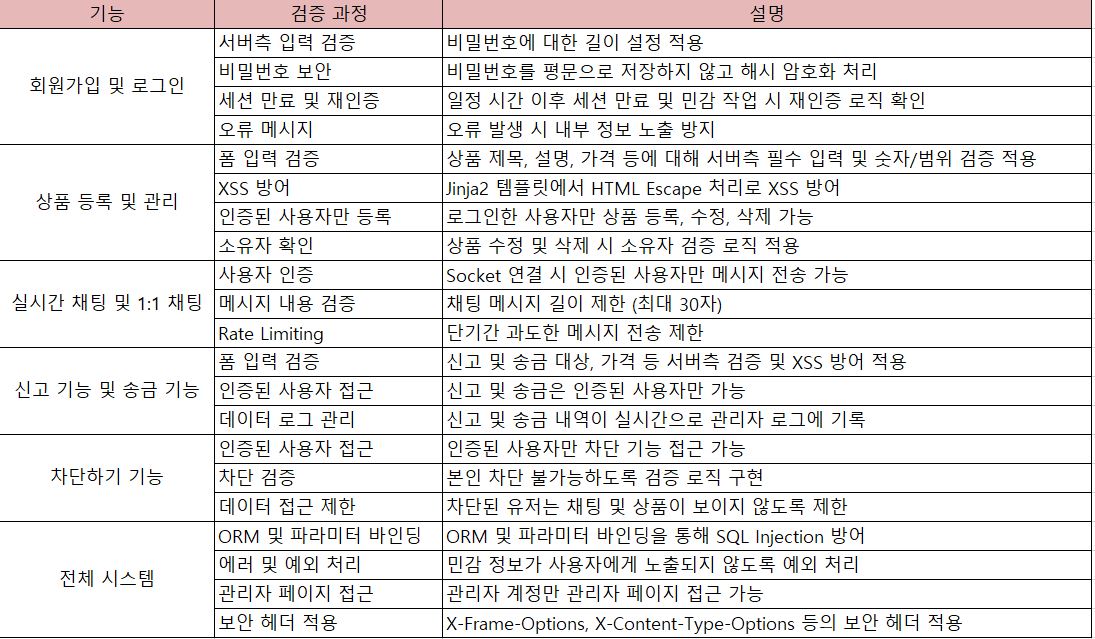 기능 검증 과정 설명
회원가입 및 로그인
서버측 입력 검증 비밀번호에 대한 길이 설정 적용
비밀번호 보안 비밀번호를 평문으로 저장하지 않고 해시 암호화 처리
세션 만료 및 재인증 일정 시간 이후 세션 만료 및 민감 작업 시 재인증 로직 확인
오류 메시지 오류 발생 시 내부 정보 노출 방지
상품 등록 및 관리
폼 입력 검증 상품 제목, 설명, 가격 등에 대해 서버측 필수 입력 및 숫자/범위 검증 적용
XSS 방어 Jinja2 템플릿에서 HTML Escape 처리로 XSS 방어
인증된 사용자만 등록 로그인한 사용자만 상품 등록, 수정, 삭제 가능
소유자 확인 상품 수정 및 삭제 시 소유자 검증 로직 적용
실시간 채팅 및 1:1 채팅
사용자 인증 Socket 연결 시 인증된 사용자만 메시지 전송 가능
메시지 내용 검증 채팅 메시지 길이 제한 (최대 30자)
Rate Limiting 단기간 과도한 메시지 전송 제한
신고 기능 및 송금 기능
폼 입력 검증 신고 및 송금 대상, 가격 등 서버측 검증 및 XSS 방어 적용
인증된 사용자 접근 신고 및 송금은 인증된 사용자만 가능
데이터 로그 관리 신고 및 송금 내역이 실시간으로 관리자 로그에 기록
차단하기 기능
인증된 사용자 접근 인증된 사용자만 차단 기능 접근 가능
차단 검증 본인 차단 불가능하도록 검증 로직 구현
데이터 접근 제한 차단된 유저는 채팅 및 상품이 보이지 않도록 제한
전체 시스템
ORM 및 파라미터 바인딩 ORM 및 파라미터 바인딩을 통해 SQL Injection 방어
에러 및 예외 처리 민감 정보가 사용자에게 노출되지 않도록 예외 처리
관리자 페이지 접근 관리자 계정만 관리자 페이지 접근 가능
보안 헤더 적용 X-Frame-Options, X-Content-Type-Options 등의 보안 헤더 적용